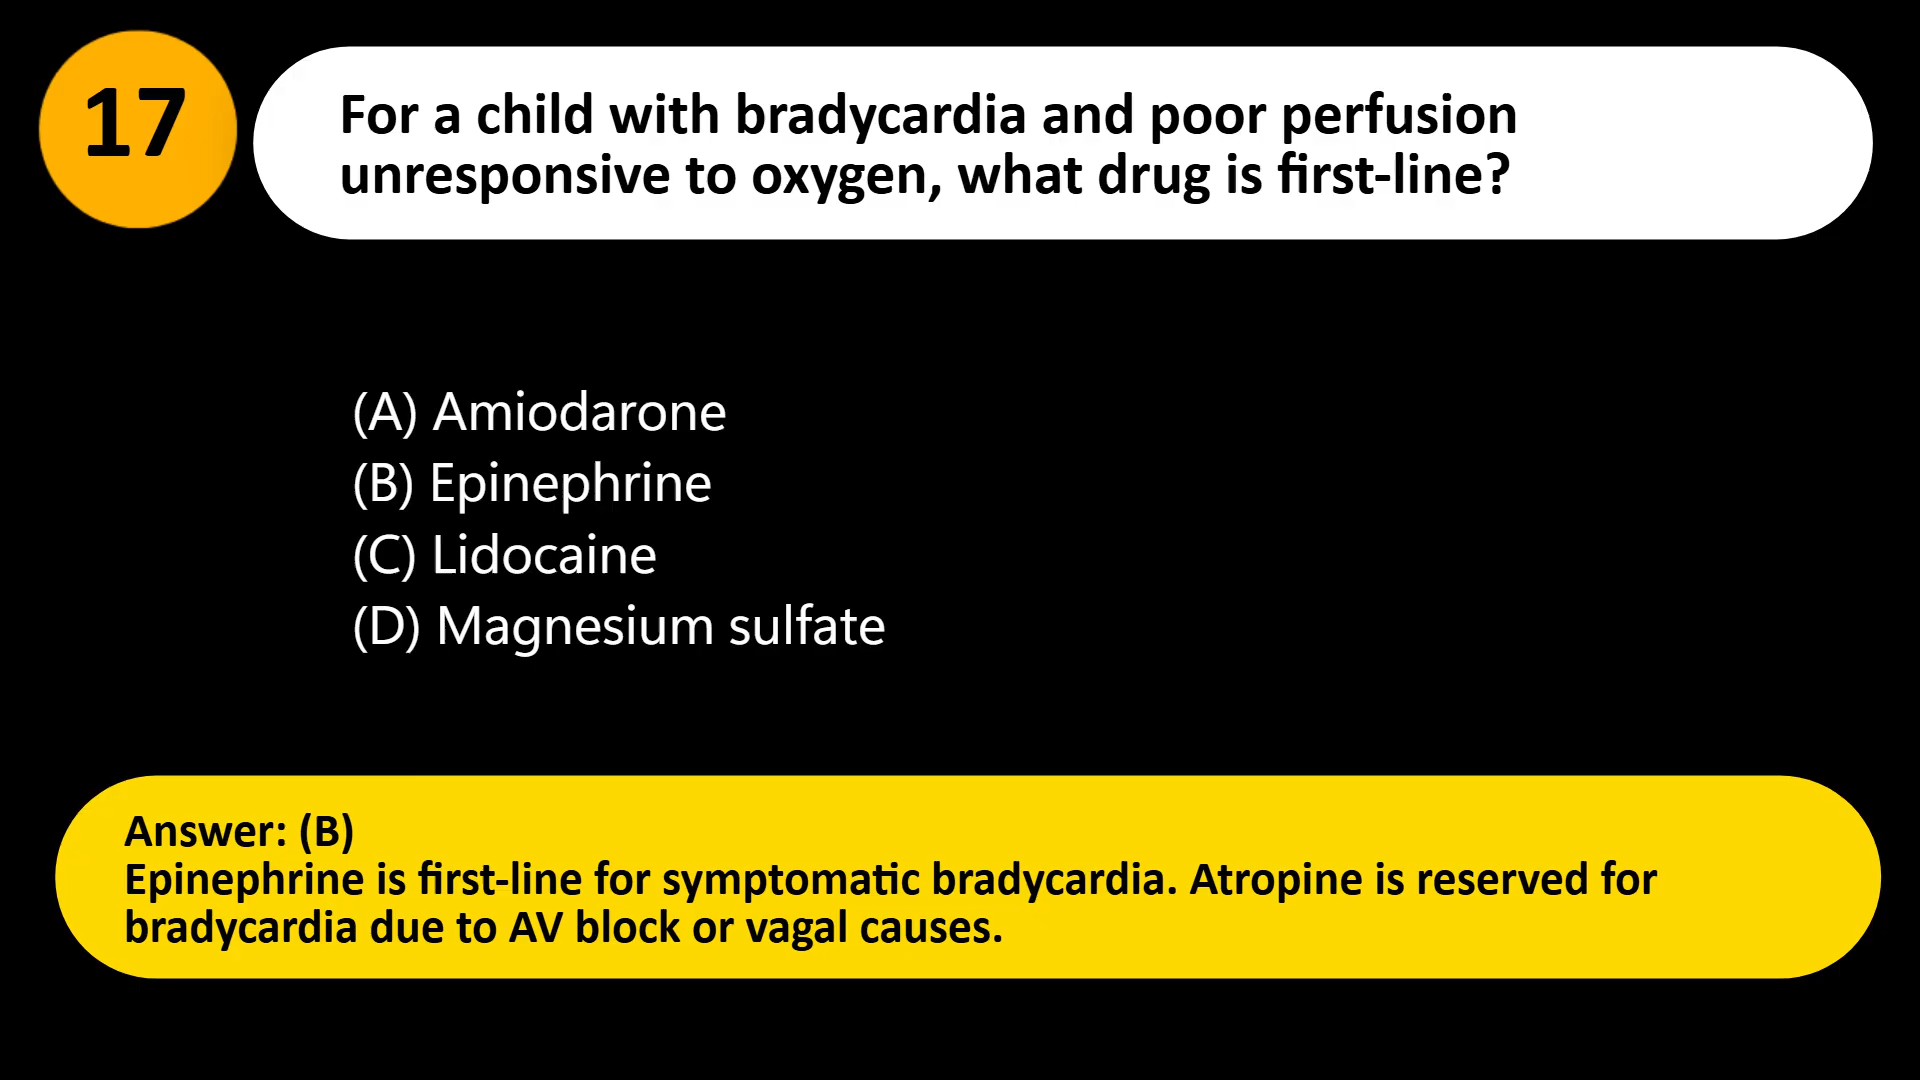 17
For a child with bradycardia and poor perfusion
unresponsive to oxygen, what drug is first-line?
(A) Amiodarone
(B) Epinephrine
(C) Lidocaine
(D) Magnesium sulfate
Answer: (B)
Epinephrine is first-line for symptomatic bradycardia. Atropine is reserved for
bradycardia due to AV block or vagal causes.